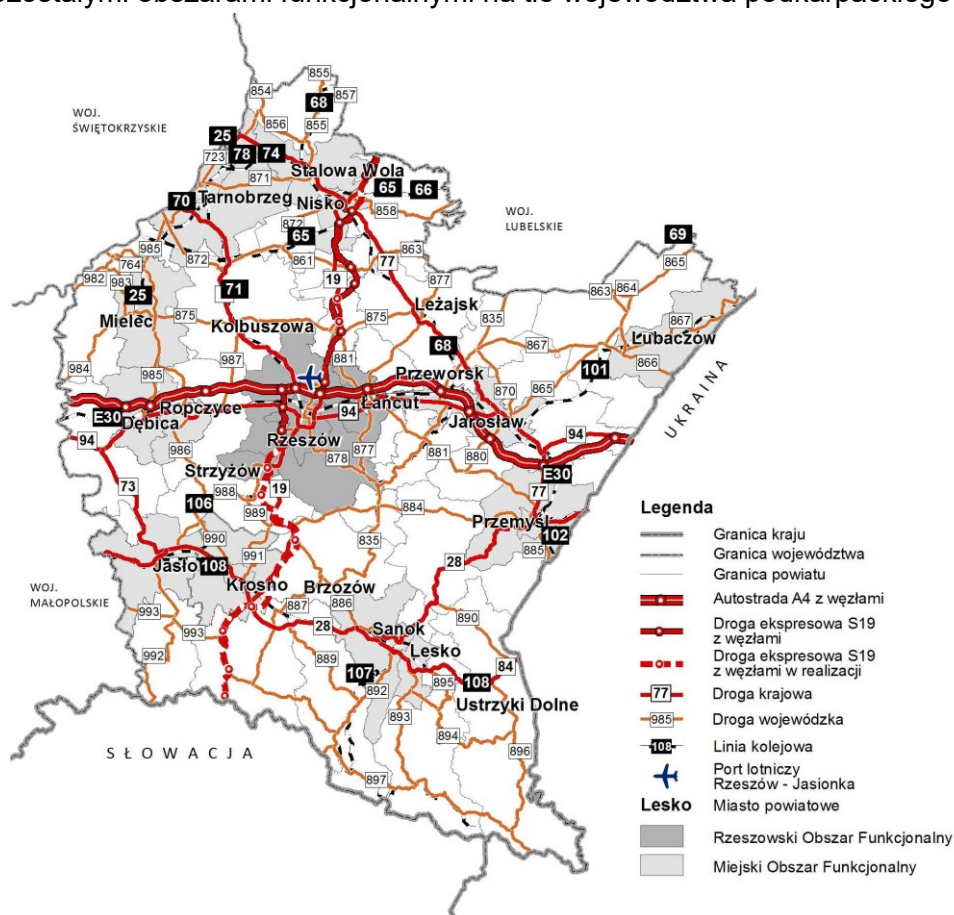 zostałymi obszarami funkcjonalnymi na tle województwa podkarpackiego
855
854
68
857
WOJ.
ŚWIĘTOKRZYSKIE
856
855
25
78
74
723
Stalowa Wola
871
65
66
70
Tarnobrzeg
Nisko
858
WOJ.
LUBELSKIE
872
65
69
985
872
861
863
865
764
77
982
983
19
877
25
71
863
864
Mielec
875
Leżajsk
867
Kolbuszowa
875
835
Lubaczów
68
867
866
987
881
101
984
985
Przeworsk
865
870
UKRAINA
E30
Ropczyce
Łańcut
Dębica
94
Jarosław
94
94
Rzeszów
986
877
881
880
878
E30
Strzyżów
73
988
19
77
106
989
884
Przemyśl
990
835
102
991
885
Jasło
108
28
WOJ.
MAŁOPOLSKIE
Krosno
Brzozów
993
887
886
890
993
28
Sanok
992
889
Lesko
84
107
892
895
108
Ustrzyki Dolne
893
894
896
SŁOWACJA
897
Legenda
Granica kraju
Granica województwa
Granica powiatu
Autostrada A4 z węzłami
Droga ekspresowa S19
z węzłami
Droga ekspresowa S19
z węzłami w realizacji
77 Droga krajowa
985 Droga wojewódzka
108 Linia kolejowa
Port lotniczy
Rzeszów - Jasionka
Lesko Miasto powiatowe
Rzeszowski Obszar Funkcjonalny
Miejski Obszar Funkcjonalny